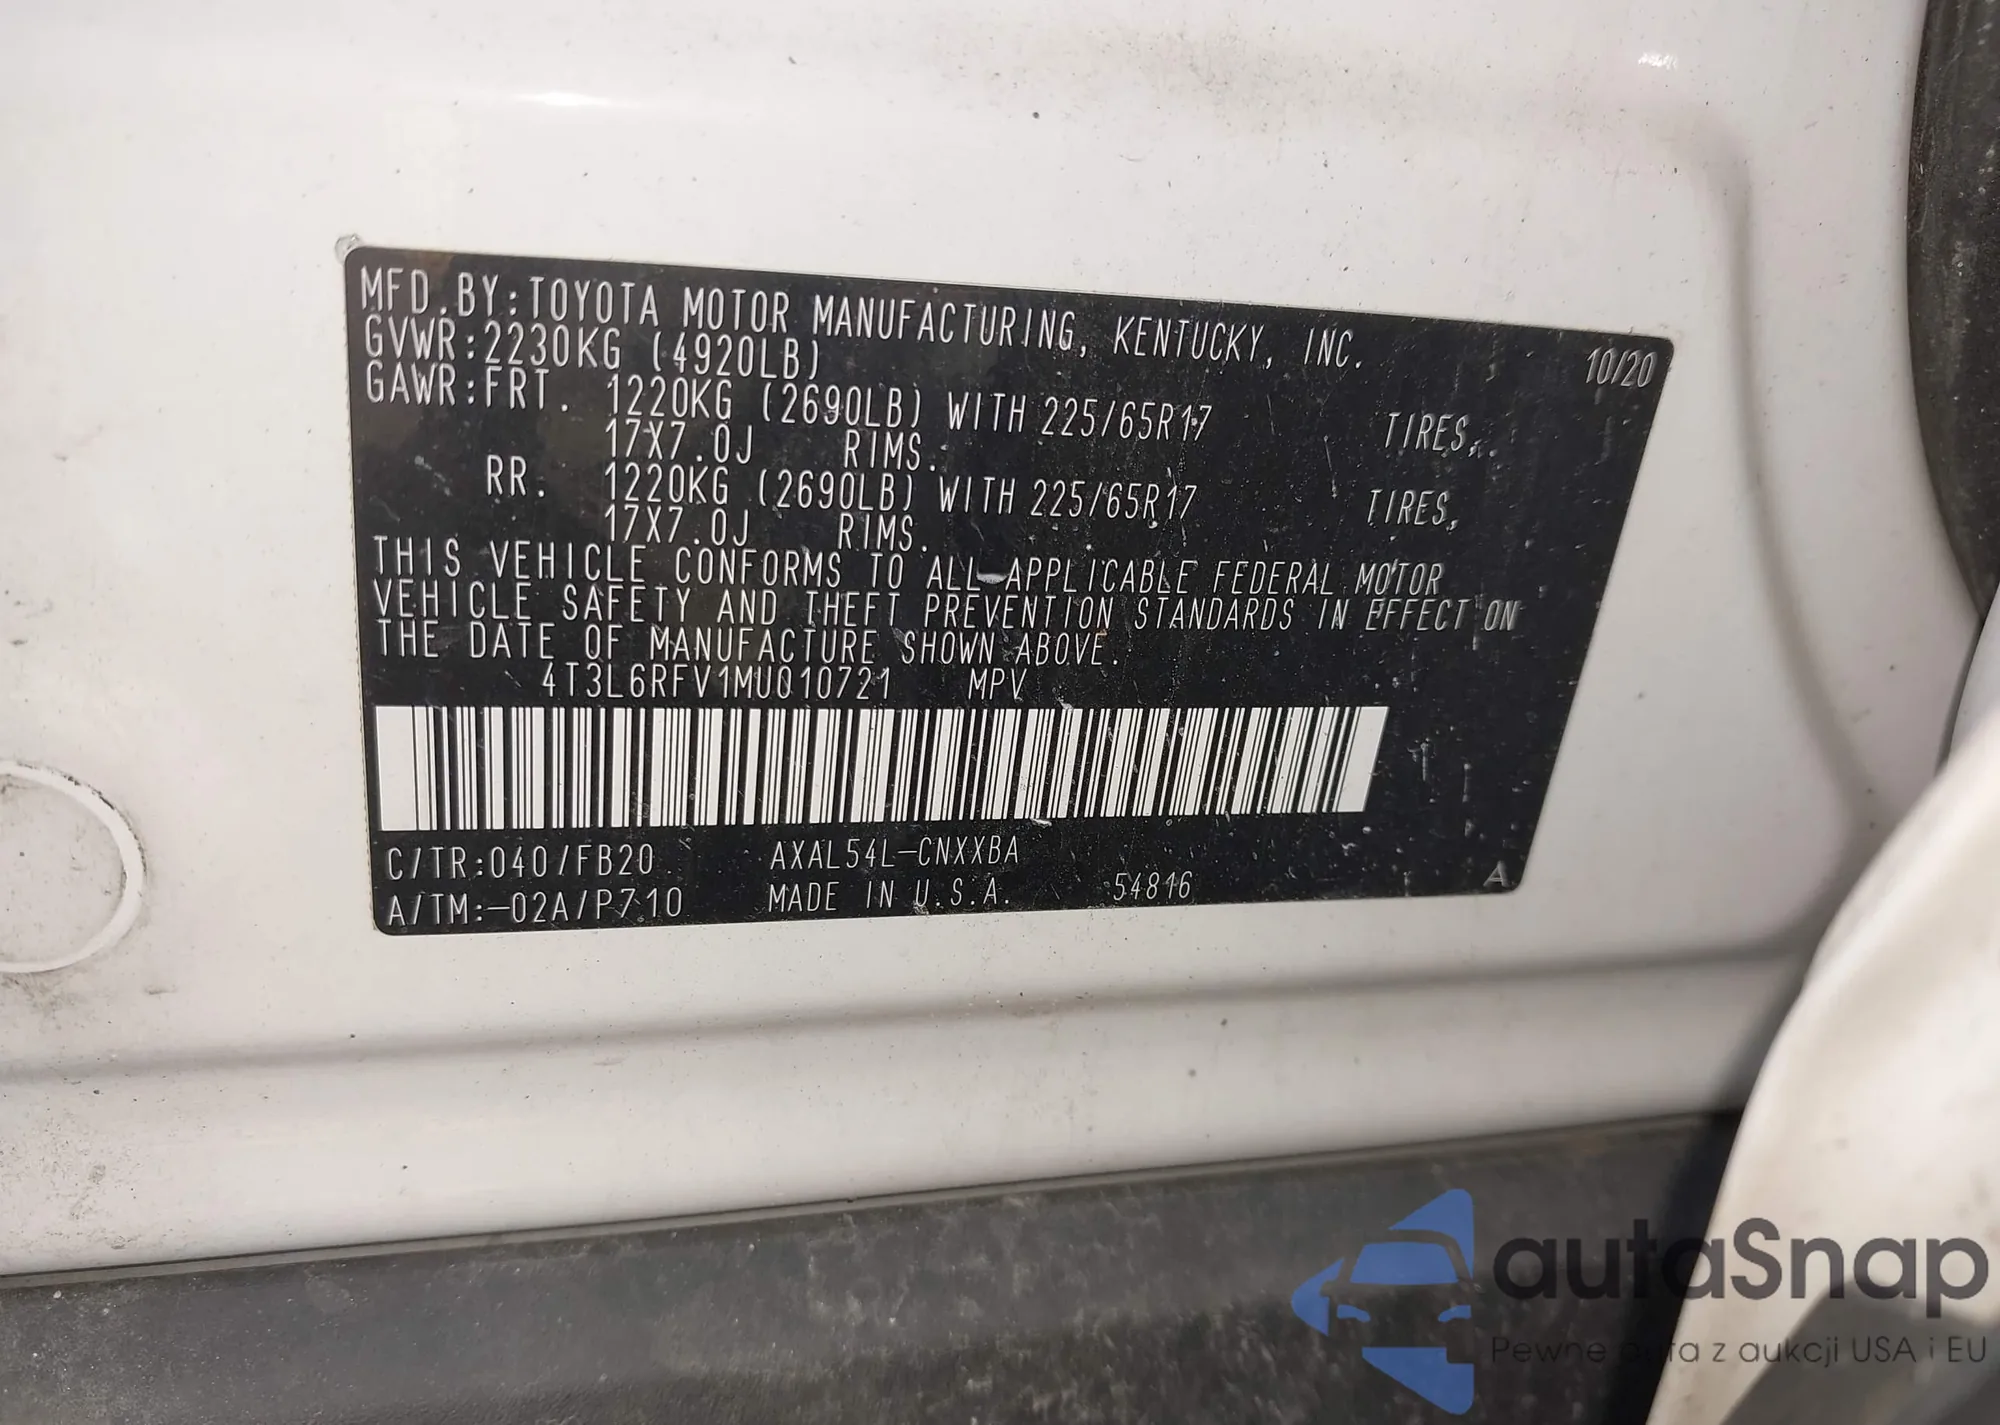 MFD.BY:TOYOTA MOTOR MANUFACTURING, KENTUCKY, INC. 10/20
GVWR:2230KG (4920LB)
GAWR:FRT. 1220KG (2690LB) WITH 225/65R17 TIRES,
17X7.0J RIMS.
RR. 1220KG (2690LB) WITH 225/65R17 TIRES,
17X7.0J RIMS.
THIS VEHICLE CONFORMS TO ALL APPLICABLE FEDERAL MOTOR
VEHICLE SAFETY AND THEFT PREVENTION STANDARDS IN EFFECT ON
THE DATE OF MANUFACTURE SHOWN ABOVE.
4T3L6RFV1MU010721 MPV
C/TR:040/FB20 AXAL54L-CNXXBA
A/TM:-02A/P710 MADE IN U.S.A. 54816 A
autaSnap
Pewne auta z aukcji USA i EU